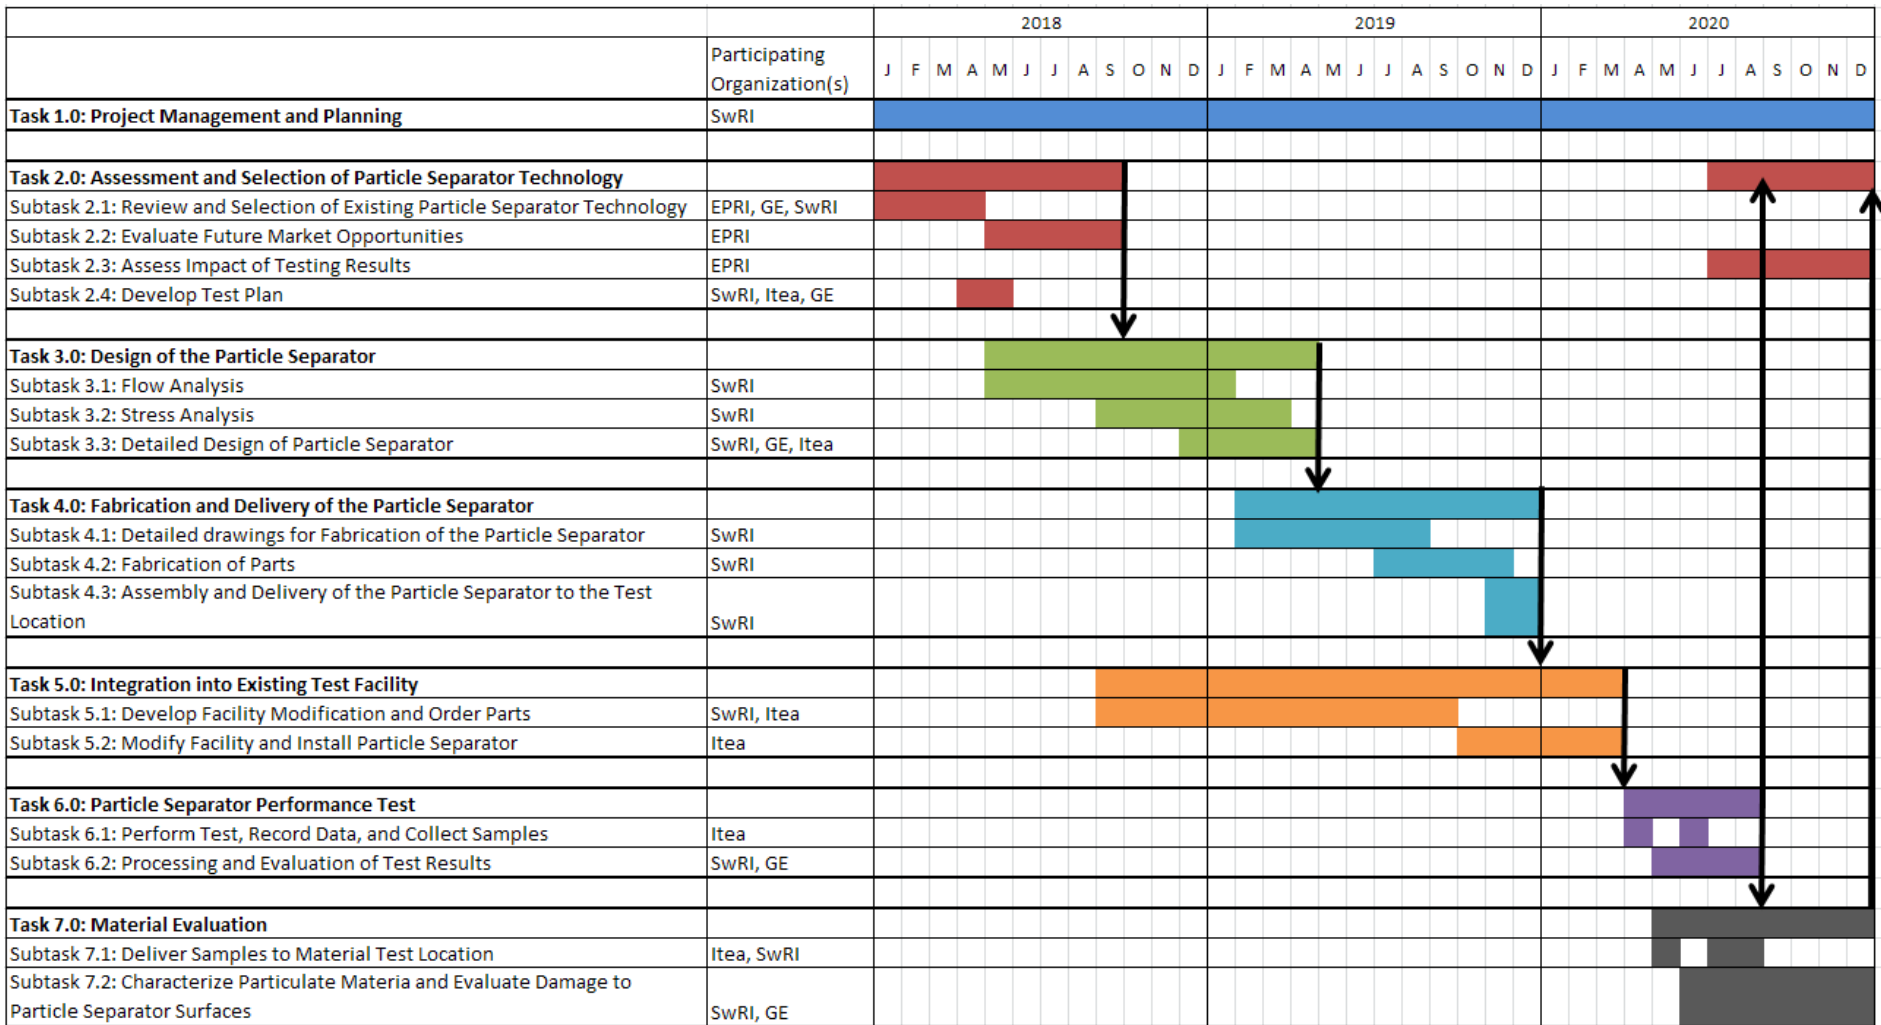 2018 2019 2020
Participating
Organization(s)
J F M A M J J A S O N D J F M A M J J A S O N D J F M A M J J A S O N D
Task 1.0: Project Management and Planning SwRI
Task 2.0: Assessment and Selection of Particle Separator Technology
Subtask 2.1: Review and Selection of Existing Particle Separator Technology EPRI, GE, SwRI
Subtask 2.2: Evaluate Future Market Opportunities EPRI
Subtask 2.3: Assess Impact of Testing Results EPRI
Subtask 2.4: Develop Test Plan SwRI, Itea, GE
Task 3.0: Design of the Particle Separator
Subtask 3.1: Flow Analysis SwRI
Subtask 3.2: Stress Analysis SwRI
Subtask 3.3: Detailed Design of Particle Separator SwRI, GE, Itea
Task 4.0: Fabrication and Delivery of the Particle Separator
Subtask 4.1: Detailed drawings for Fabrication of the Particle Separator SwRI
Subtask 4.2: Fabrication of Parts SwRI
Subtask 4.3: Assembly and Delivery of the Particle Separator to the Test
Location SwRI
Task 5.0: Integration into Existing Test Facility
Subtask 5.1: Develop Facility Modification and Order Parts SwRI, Itea
Subtask 5.2: Modify Facility and Install Particle Separator Itea
Task 6.0: Particle Separator Performance Test
Subtask 6.1: Perform Test, Record Data, and Collect Samples Itea
Subtask 6.2: Processing and Evaluation of Test Results SwRI, GE
Task 7.0: Material Evaluation
Subtask 7.1: Deliver Samples to Material Test Location Itea, SwRI
Subtask 7.2: Characterize Particulate Materia and Evaluate Damage to
Particle Separator Surfaces SwRI, GE